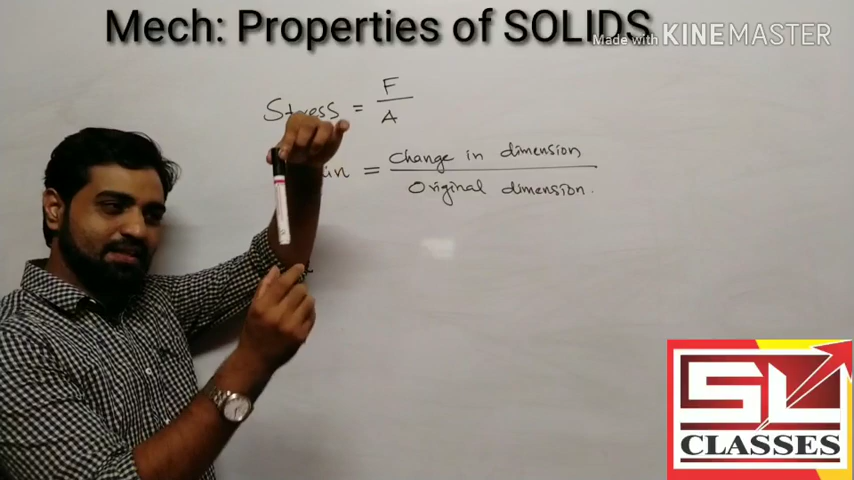 Mech: Properties of SOLIDS
Made with KINEMASTER
Stress = F
A
= Change in dimension
Original dimension.
SL
CLASSES